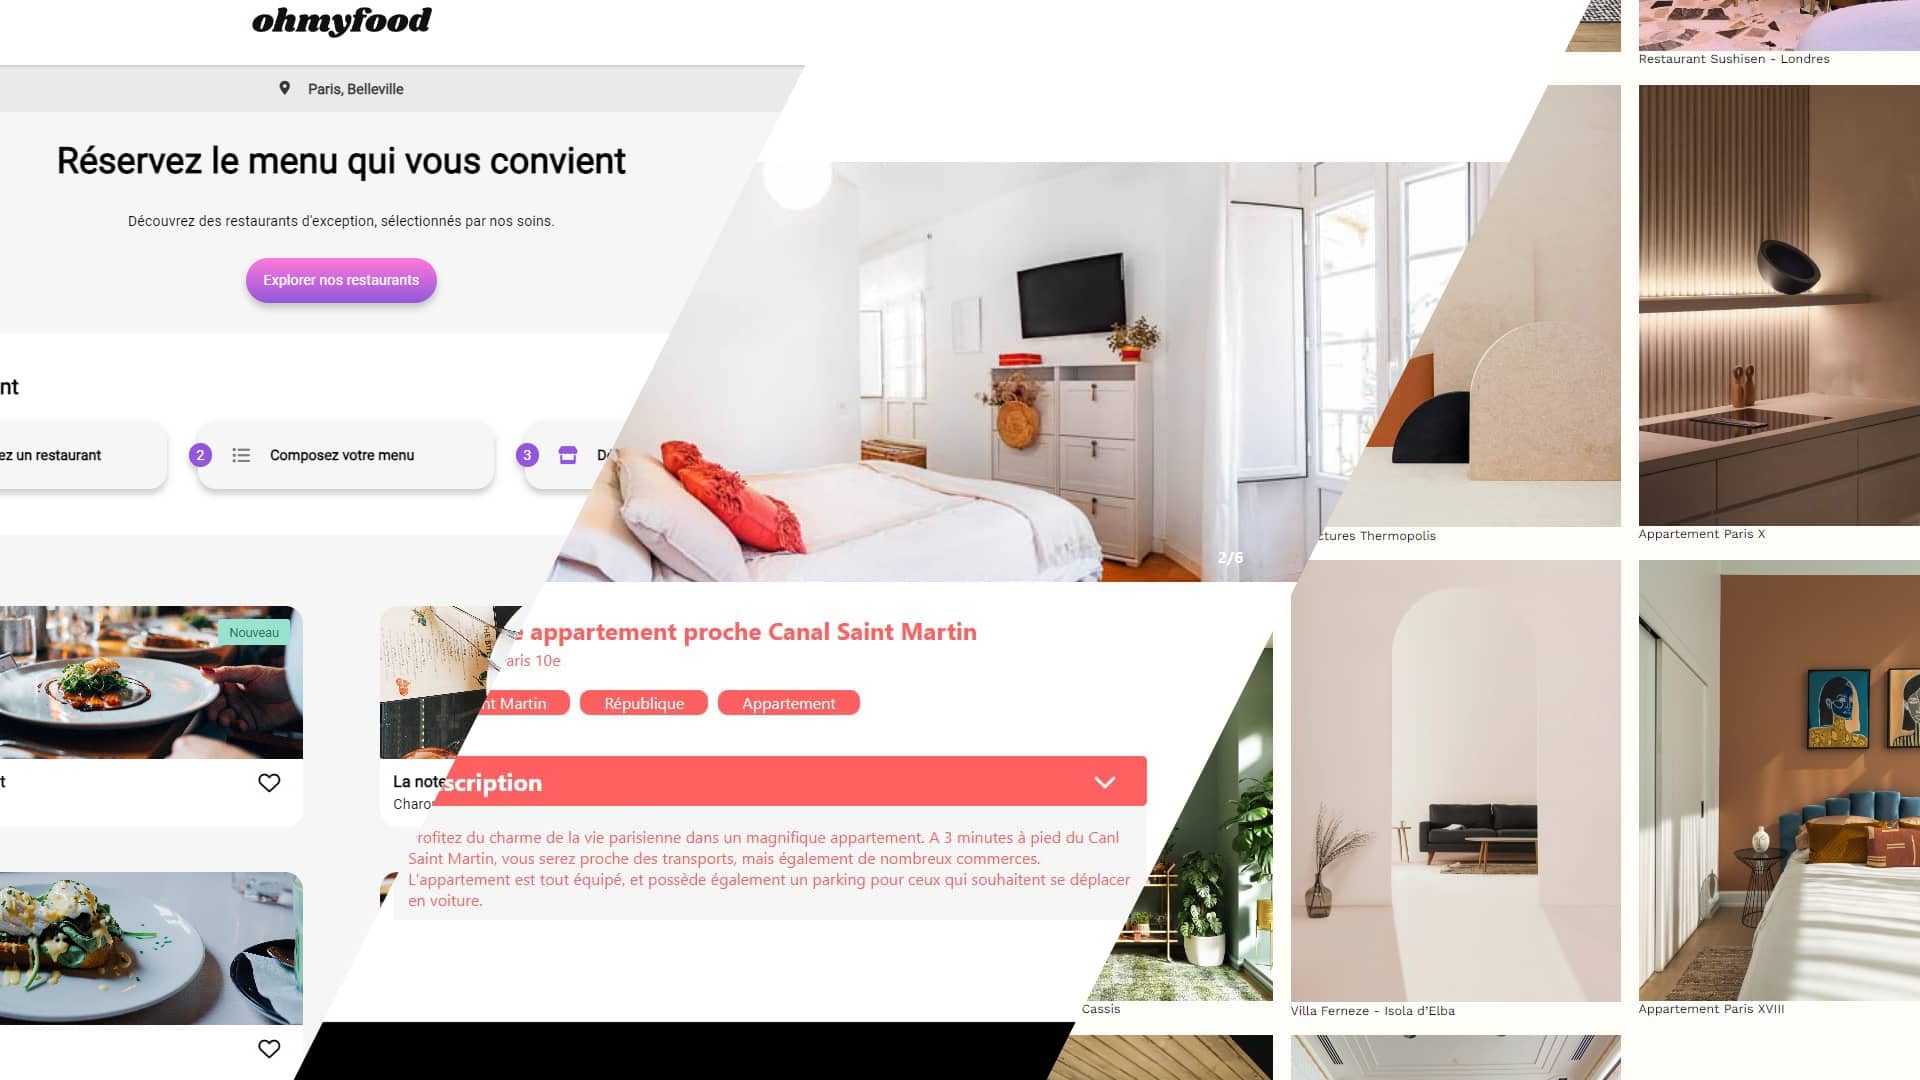 ohmyfood
Paris, Belleville
Réservez le menu qui vous convient
Découvrez des restaurants d'exception, sélectionnés par nos soins.
Explorer nos restaurants
nt
ez un restaurant
2
Composez votre menu
3
Dé
Nouveau
t
La note
Charo
2/6
e appartement proche Canal Saint Martin
aris 10e
nt Martin
République
Appartement
scription
rofitez du charme de la vie parisienne dans un magnifique appartement. A 3 minutes à pied du Canl
Saint Martin, vous serez proche des transports, mais également de nombreux commerces.
L'appartement est tout équipé, et possède également un parking pour ceux qui souhaitent se déplacer
en voiture.
Restaurant Sushisen - Londres
ctures Thermopolis
Appartement Paris X
Cassis
Villa Ferneze - Isola d’Elba
Appartement Paris XVIII